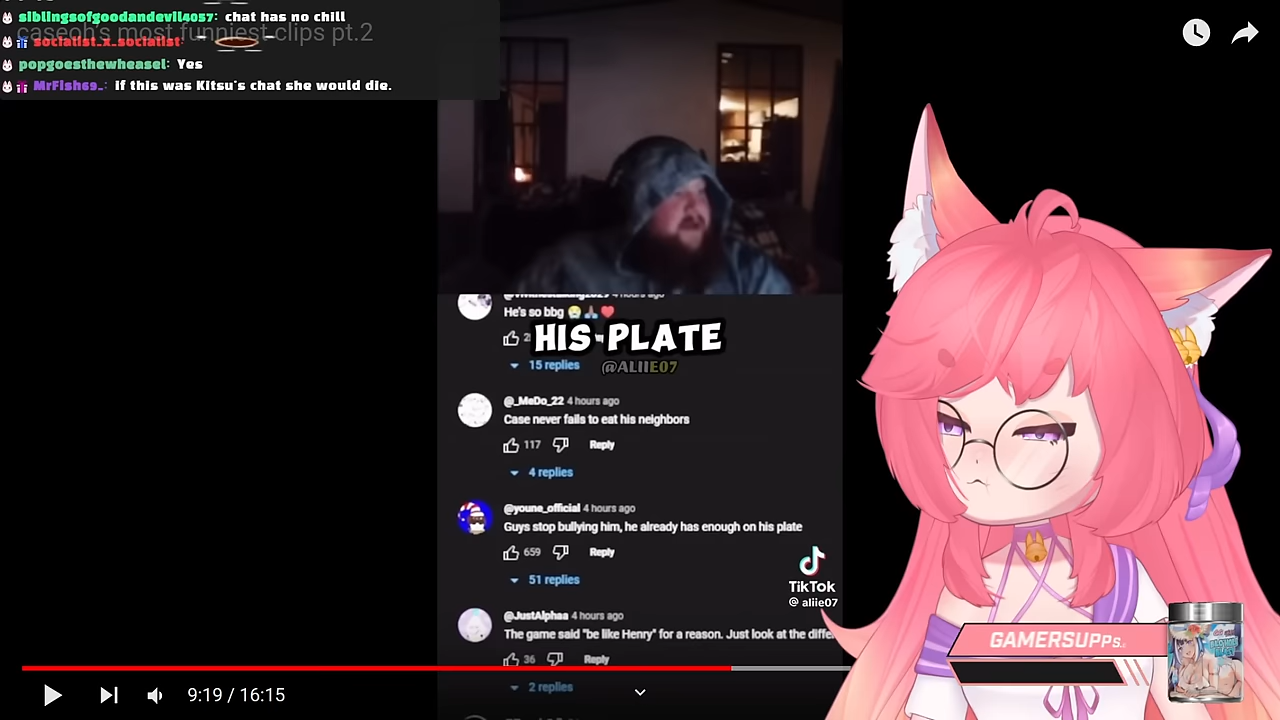 siblingsofgoodandevil4057: chat has no chill
caseoh's most funniest clips pt.2
socialist_x_socialist:
popgoesthewheasel: Yes
MrFish69_: If this was Kitsu's chat she would die.
4 hours ago
He's so bbg 😭🙏❤️
HIS PLATE
15 replies
@ALIIE07
@_MeDo_22 4 hours ago
Case never fails to eat his neighbors
117 Reply
4 replies
@youne_official 4 hours ago
Guys stop bullying him, he already has enough on his plate
659 Reply
51 replies
TikTok
@ aliie07
@JustAlphaa 4 hours ago
The game said "be like Henry" for a reason. Just look at the diffe
36 Reply
2 replies
GAMERSUPPS.
9:19 / 16:15